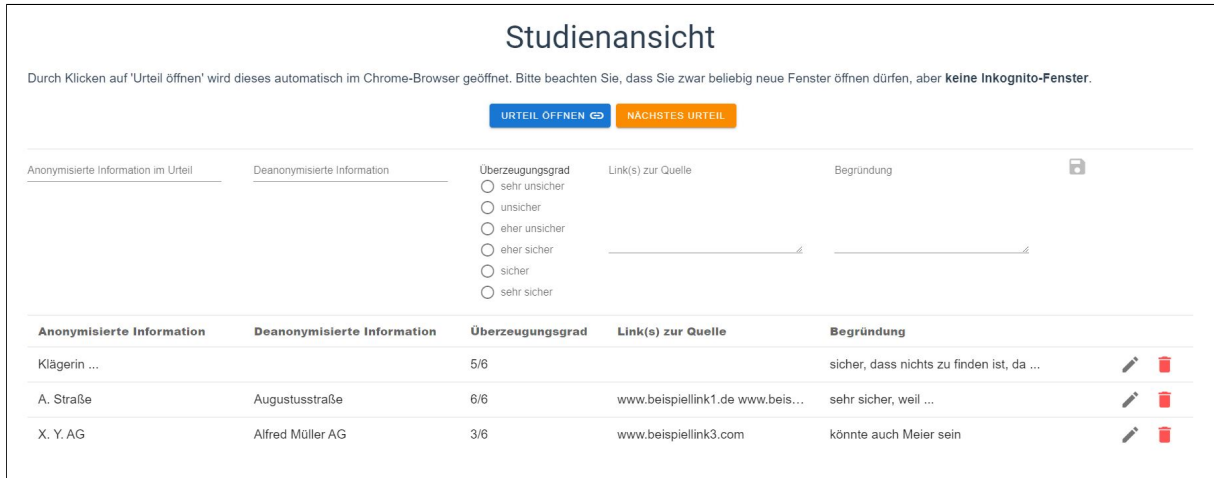 Studienansicht
Durch Klicken auf 'Urteil öffnen' wird dieses automatisch im Chrome-Browser geöffnet. Bitte beachten Sie, dass Sie zwar beliebig neue Fenster öffnen dürfen, aber keine Inkognito-Fenster.
URTEIL ÖFFNEN NÄCHSTES URTEIL
Anonymisierte Information im Urteil Deanonymisierte Information Überzeugungsgrad Link(s) zur Quelle Begründung
sehr unsicher
unsicher
eher unsicher
eher sicher
sicher
sehr sicher
Anonymisierte Information Deanonymisierte Information Überzeugungsgrad Link(s) zur Quelle Begründung
Klägerin ... 5/6 sicher, dass nichts zu finden ist, da ...
A. Straße Augustusstraße 6/6 www.beispiellink1.de www.beis... sehr sicher, weil ...
X. Y. AG Alfred Müller AG 3/6 www.beispiellink3.com könnte auch Meier sein